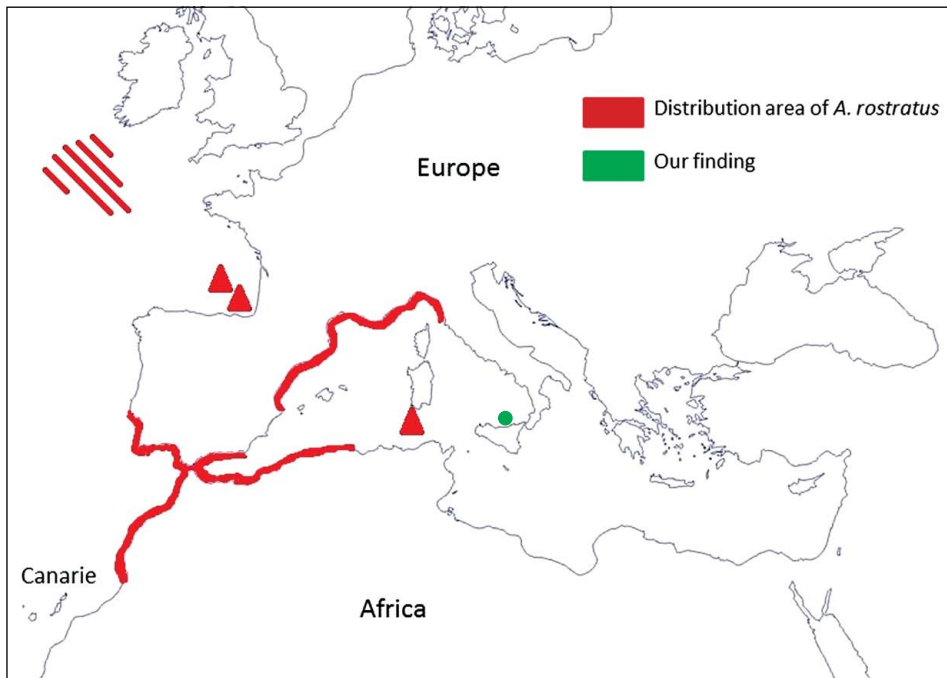 Distribution area of A. rostratus
Our finding
Europe
Canarie
Africa